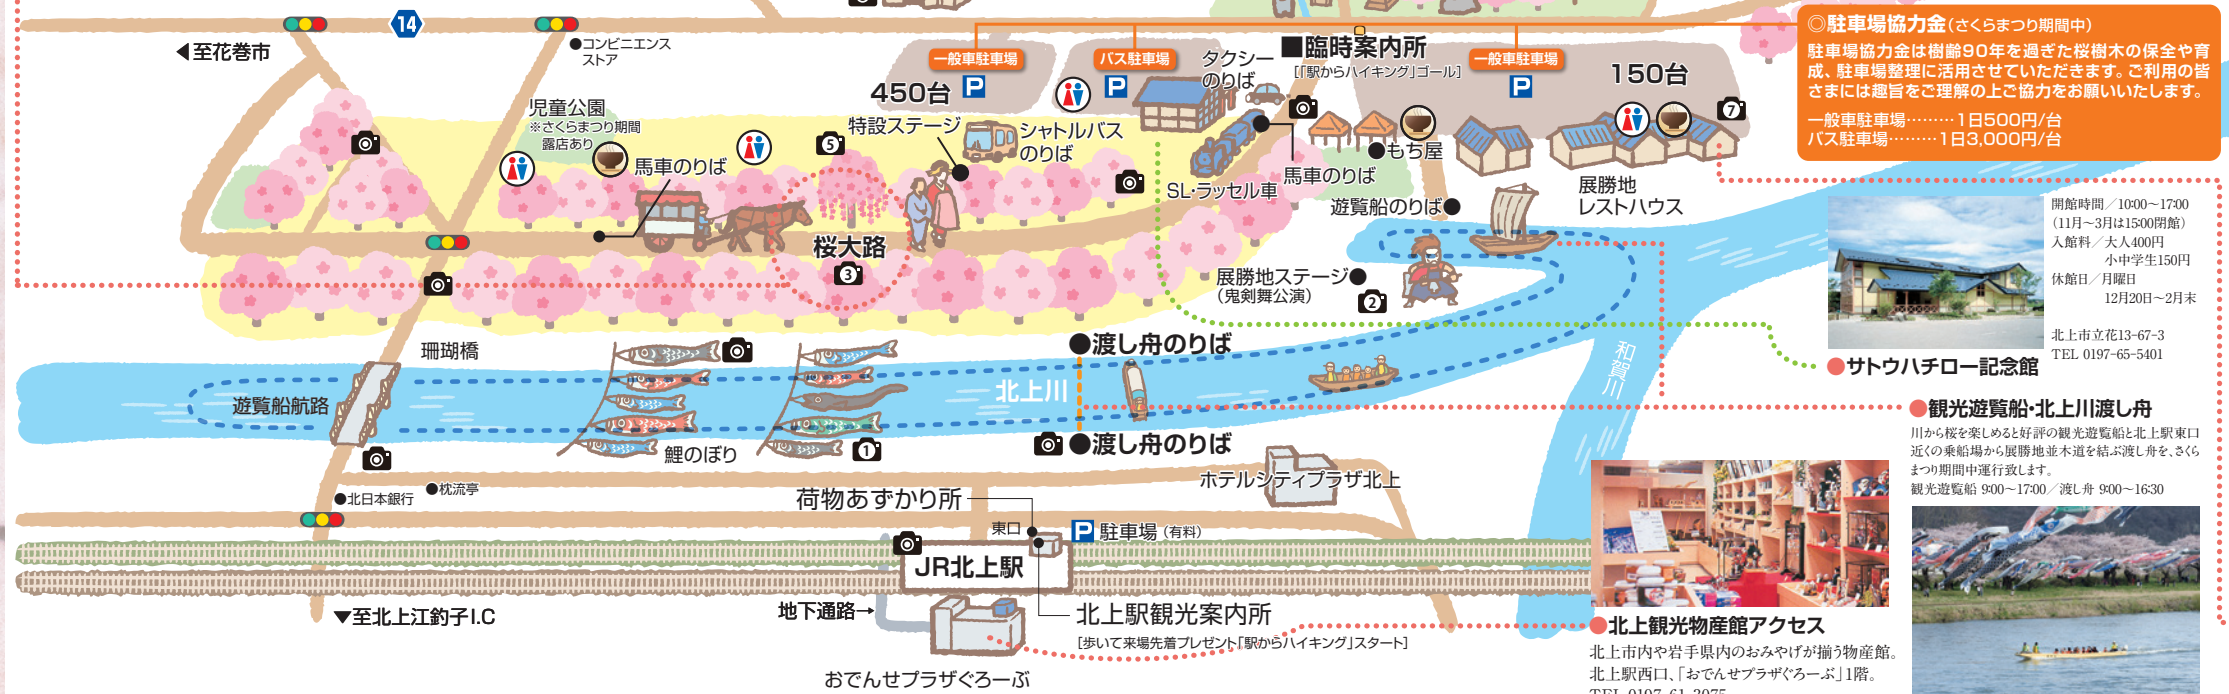 14
◀至花巻市
●コンビニエンス
ストア
一般車駐車場
P
450台
バス駐車場
P
タクシー
のりば
■臨時案内所
[「駅からハイキング」ゴール]
一般車駐車場
P
150台
◎駐車場協力金(さくらまつり期間中)
駐車場協力金は樹齢90年を過ぎた桜樹木の保全や育
成、駐車場整理に活用させていただきます。ご利用の皆
さまには趣旨をご理解の上ご協力をお願いいたします。
一般車駐車場………1日500円/台
バス駐車場………1日3,000円/台
児童公園
※さくらまつり期間
露店あり
馬車のりば
5
特設ステージ
シャトルバス
のりば
SL・ラッセル車
馬車のりば
●もち屋
7
展勝地
レストハウス
遊覧船のりば●
桜大路
3
展勝地ステージ●
(鬼剣舞公演)
2
開館時間/10:00〜17:00
(11月〜3月は15:00閉館)
入館料/大人400円
小中学生150円
休館日/月曜日
12月20日〜2月末
北上市立花13-67-3
TEL 0197-65-5401
●サトウハチロー記念館
珊瑚橋
遊覧船航路
鯉のぼり
1
●渡し舟のりば
北上川
●渡し舟のりば
和賀川
●観光遊覧船・北上川渡し舟
川から桜を楽しめると好評の観光遊覧船と北上駅東口
近くの乗船場から展勝地並木道を結ぶ渡し舟を、さくら
まつり期間中運行致します。
観光遊覧船 9:00〜17:00/渡し舟 9:00〜16:30
●北日本銀行
●枕流亭
ホテルシティプラザ北上
荷物あずかり所
東口
P 駐車場(有料)
JR北上駅
▼至北上江釣子I.C
地下通路→
北上駅観光案内所
[歩いて来場先着プレゼント「駅からハイキング」スタート]
おでんせプラザぐろーぶ
●北上観光物産館アクセス
北上市内や岩手県内のおみやげが揃う物産館。
北上駅西口、「おでんせプラザぐろーぶ」1階。
TEL 0197-61-3075